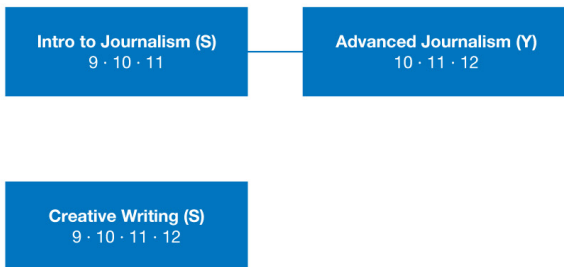 Intro to Journalism (S)
9 · 10 · 11
Advanced Journalism (Y)
10 · 11 · 12
Creative Writing (S)
9 · 10 · 11 · 12